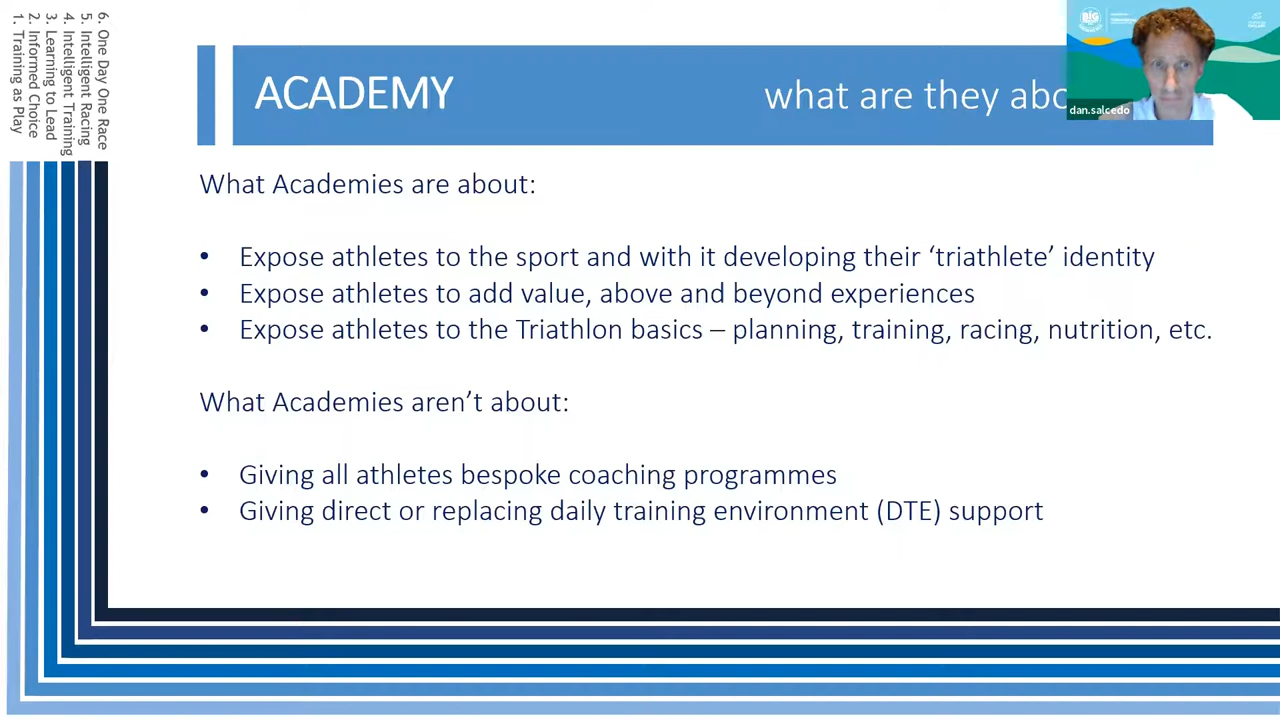 6. One Day One Race
5. Intelligent Racing
4. Intelligent Training
3. Learning to Lead
2. Informed Choice
1. Training as Play
ACADEMY
what are they abo
BIG
dan.salcedo
What Academies are about:
• Expose athletes to the sport and with it developing their ‘triathlete’ identity
• Expose athletes to add value, above and beyond experiences
• Expose athletes to the Triathlon basics – planning, training, racing, nutrition, etc.
What Academies aren’t about:
• Giving all athletes bespoke coaching programmes
• Giving direct or replacing daily training environment (DTE) support